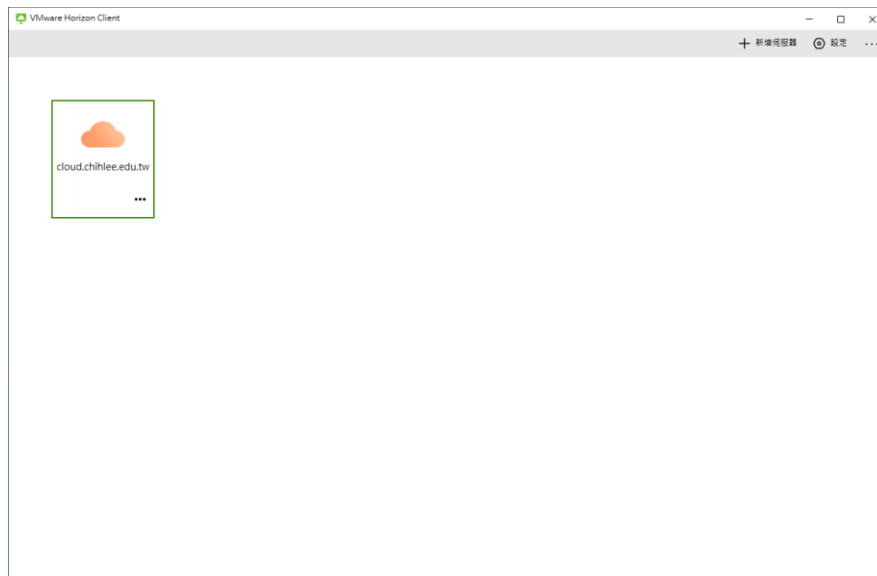 VMware Horizon Client
新增伺服器 設定
cloud.chihlee.edu.tw